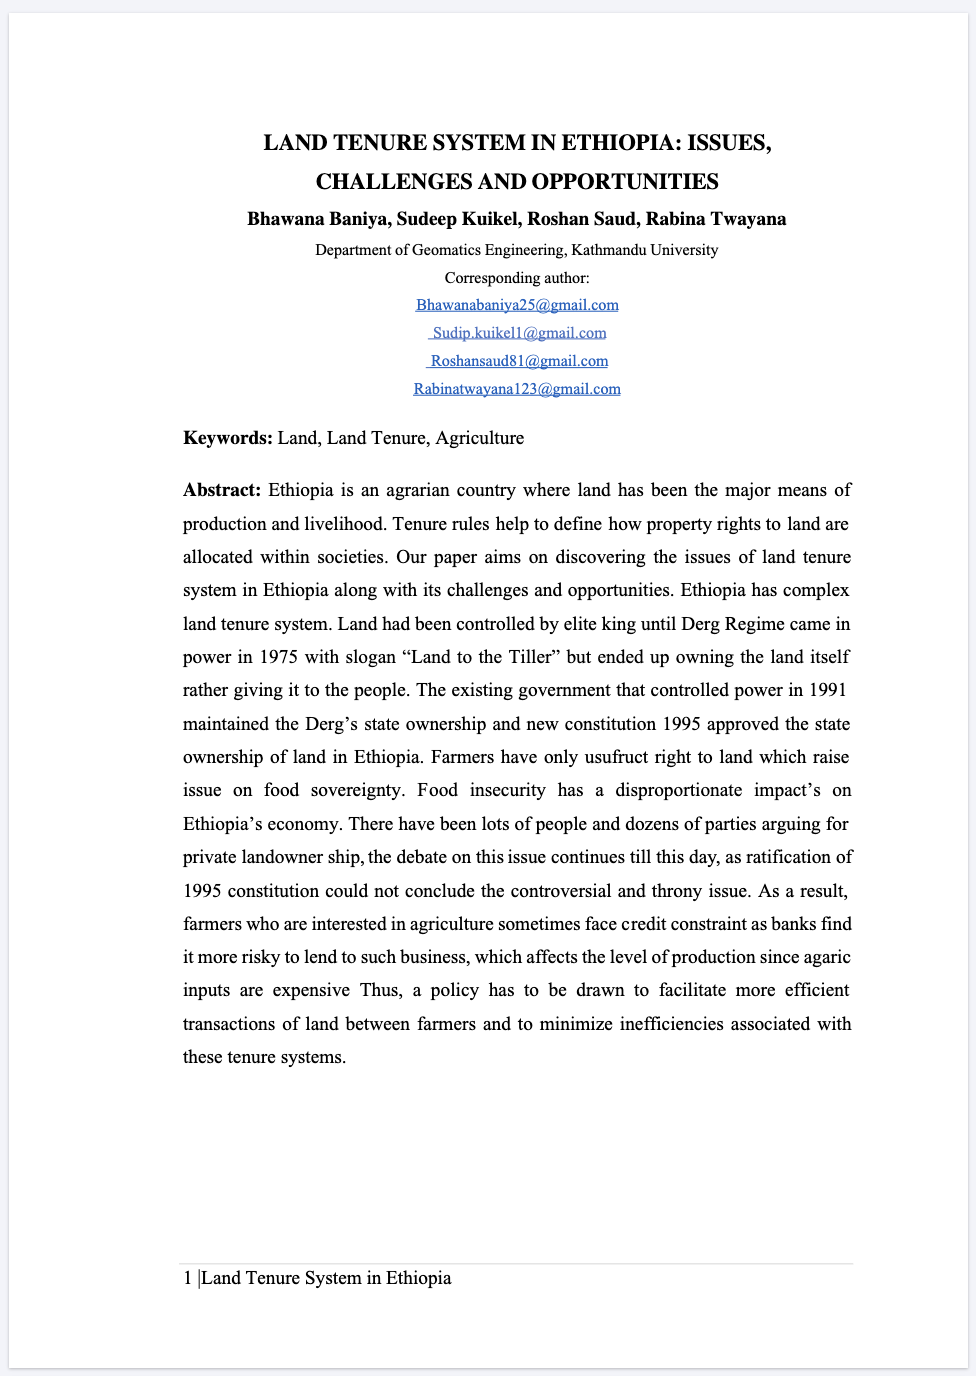 LAND TENURE SYSTEM IN ETHIOPIA: ISSUES,
CHALLENGES AND OPPORTUNITIES
Bhawana Baniya, Sudeep Kuikel, Roshan Saud, Rabina Twayana
Department of Geomatics Engineering, Kathmandu University
Corresponding author:
Bhawanabaniya25@gmail.com
Sudip.kuikel1@gmail.com
Roshansaud81@gmail.com
Rabinatwayana123@gmail.com
Keywords: Land, Land Tenure, Agriculture
Abstract: Ethiopia is an agrarian country where land has been the major means of
production and livelihood. Tenure rules help to define how property rights to land are
allocated within societies. Our paper aims on discovering the issues of land tenure
system in Ethiopia along with its challenges and opportunities. Ethiopia has complex
land tenure system. Land had been controlled by elite king until Derg Regime came in
power in 1975 with slogan “Land to the Tiller” but ended up owning the land itself
rather giving it to the people. The existing government that controlled power in 1991
maintained the Derg’s state ownership and new constitution 1995 approved the state
ownership of land in Ethiopia. Farmers have only usufruct right to land which raise
issue on food sovereignty. Food insecurity has a disproportionate impact’s on
Ethiopia’s economy. There have been lots of people and dozens of parties arguing for
private landowner ship, the debate on this issue continues till this day, as ratification of
1995 constitution could not conclude the controversial and throny issue. As a result,
farmers who are interested in agriculture sometimes face credit constraint as banks find
it more risky to lend to such business, which affects the level of production since agaric
inputs are expensive Thus, a policy has to be drawn to facilitate more efficient
transactions of land between farmers and to minimize inefficiencies associated with
these tenure systems.
1 |Land Tenure System in Ethiopia